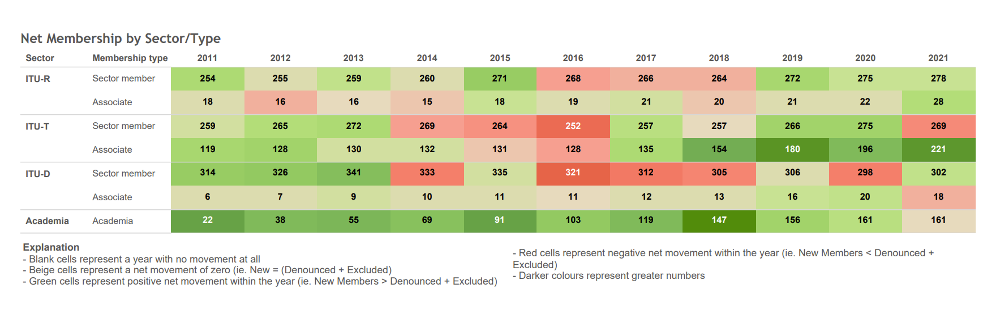 Net Membership by Sector/Type
Sector Membership type 2011 2012 2013 2014 2015 2016 2017 2018 2019 2020 2021
ITU-R Sector member 254 255 259 260 271 268 266 264 272 275 278
Associate 18 16 16 15 18 19 21 20 21 22 28
ITU-T Sector member 259 265 272 269 264 252 257 257 266 275 269
Associate 119 128 130 132 131 128 135 154 180 196 221
ITU-D Sector member 314 326 341 333 335 321 312 305 306 298 302
Associate 6 7 9 10 11 11 12 13 16 20 18
Academia Academia 22 38 55 69 91 103 119 147 156 161 161
Explanation
- Blank cells represent a year with no movement at all
- Beige cells represent a net movement of zero (ie. New = (Denounced + Excluded)
- Green cells represent positive net movement within the year (ie. New Members > Denounced + Excluded)
- Red cells represent negative net movement within the year (ie. New Members < Denounced +
Excluded)
- Darker colours represent greater numbers